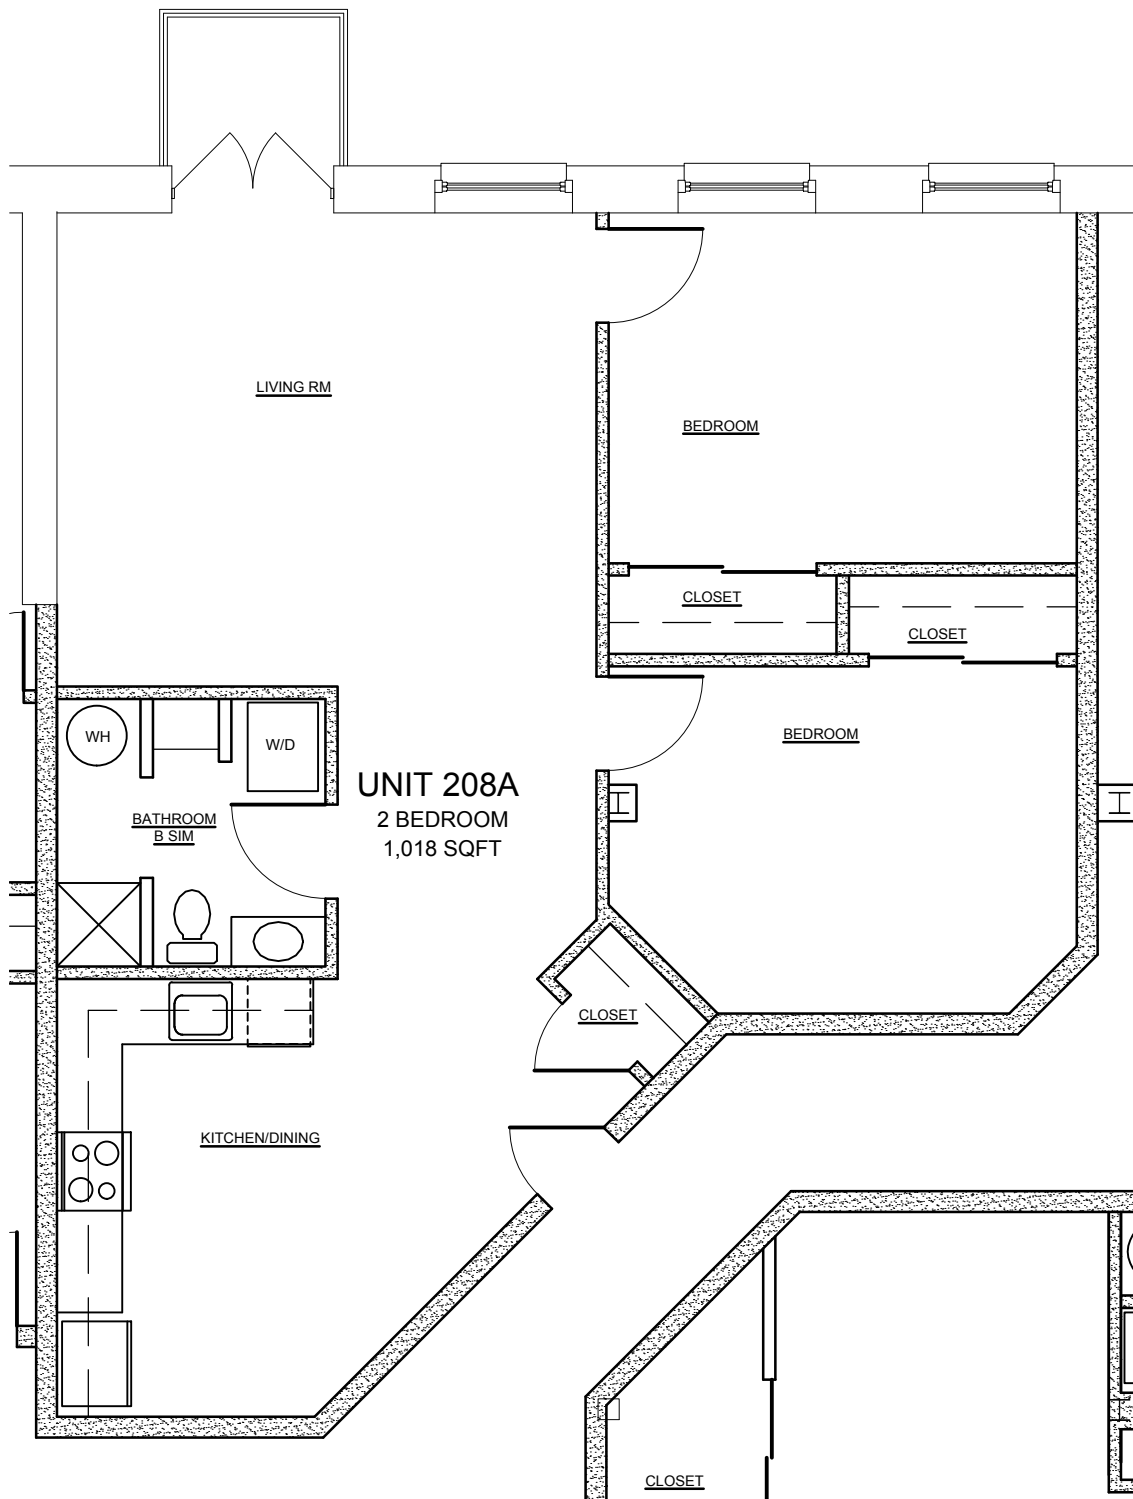 LIVING RM
BEDROOM
CLOSET
CLOSET
BEDROOM
WH
W/D
UNIT 208A
2 BEDROOM
1,018 SQFT
BATHROOM
B SIM
CLOSET
KITCHEN/DINING
CLOSET